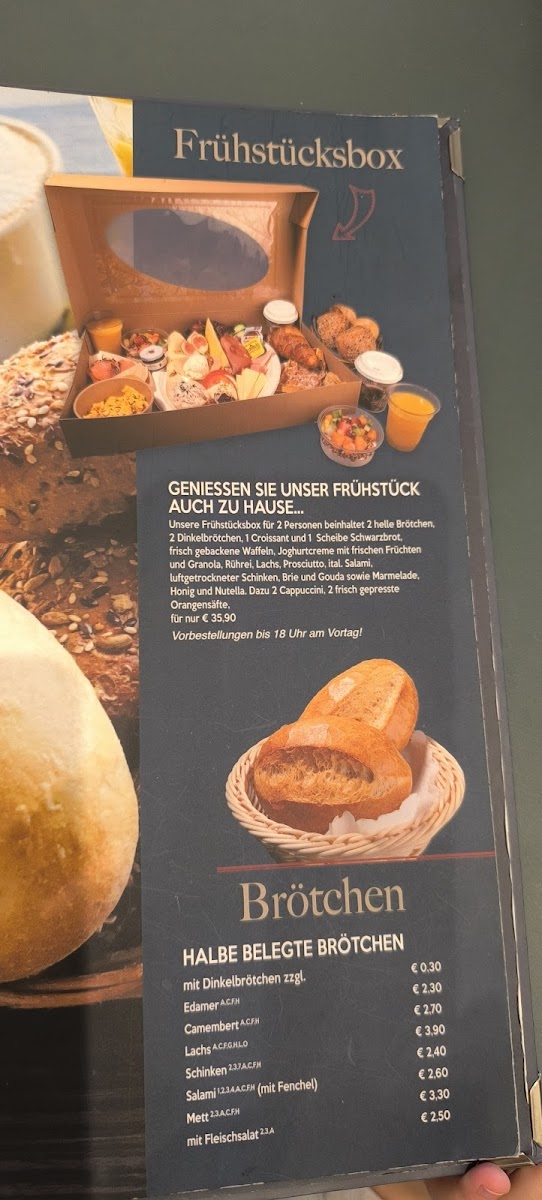 Frühstücksbox
GENIESSEN SIE UNSER FRÜHSTÜCK
AUCH ZU HAUSE...
Unsere Frühstücksbox für 2 Personen beinhaltet 2 helle Brötchen,
2 Dinkelbrötchen, 1 Croissant und 1 Scheibe Schwarzbrot,
frisch gebackene Waffeln, Joghurtcreme mit frischen Früchten
und Granola, Rührei, Lachs, Prosciutto, ital. Salami,
luftgetrockneter Schinken, Brie und Gouda sowie Marmelade,
Honig und Nutella. Dazu 2 Cappuccini, 2 frisch gepresste
Orangensäfte,
für nur € 35,90
Vorbestellungen bis 18 Uhr am Vortag!
Brötchen
HALBE BELEGTE BRÖTCHEN
mit Dinkelbrötchen zzgl. € 0,30
Edamer A,C,F,H € 2,30
Camembert A,C,F,H € 2,70
Lachs A,C,F,G,H,L,O € 3,90
Schinken 2,3,7,A,C,F,H € 2,40
Salami 1,2,3,4,A,C,F,H (mit Fenchel) € 2,60
Mett 2,3,A,C,F,H € 3,30
mit Fleischsalat 2,3,A € 2,50